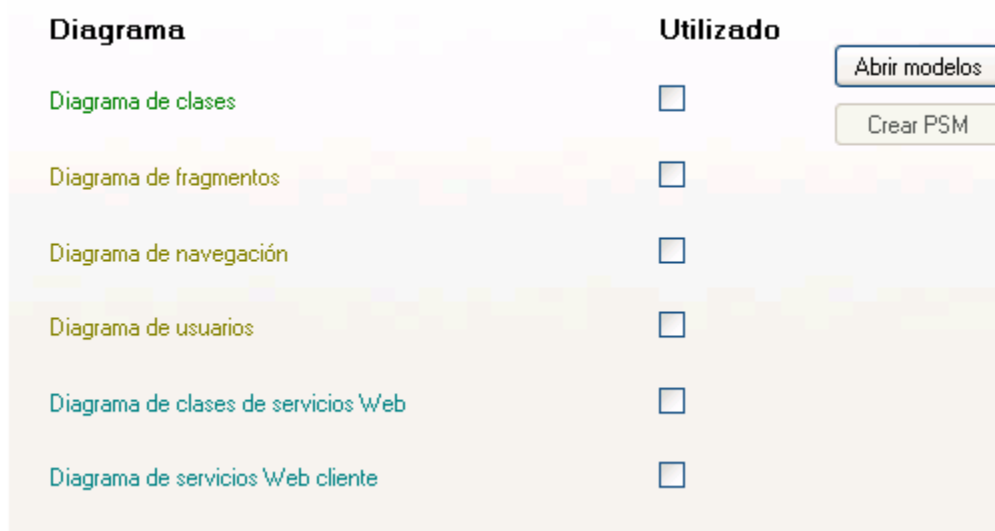 Diagrama Utilizado
Abrir modelos
Diagrama de clases
Crear PSM
Diagrama de fragmentos
Diagrama de navegación
Diagrama de usuarios
Diagrama de clases de servicios Web
Diagrama de servicios Web cliente